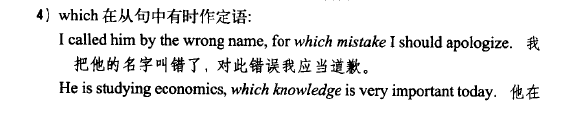 4) which 在从句中有时作定语:
I called him by the wrong name, for which mistake I should apologize. 我
把他的名字叫错了，对此错误我应当道歉。
He is studying economics, which knowledge is very important today. 他在